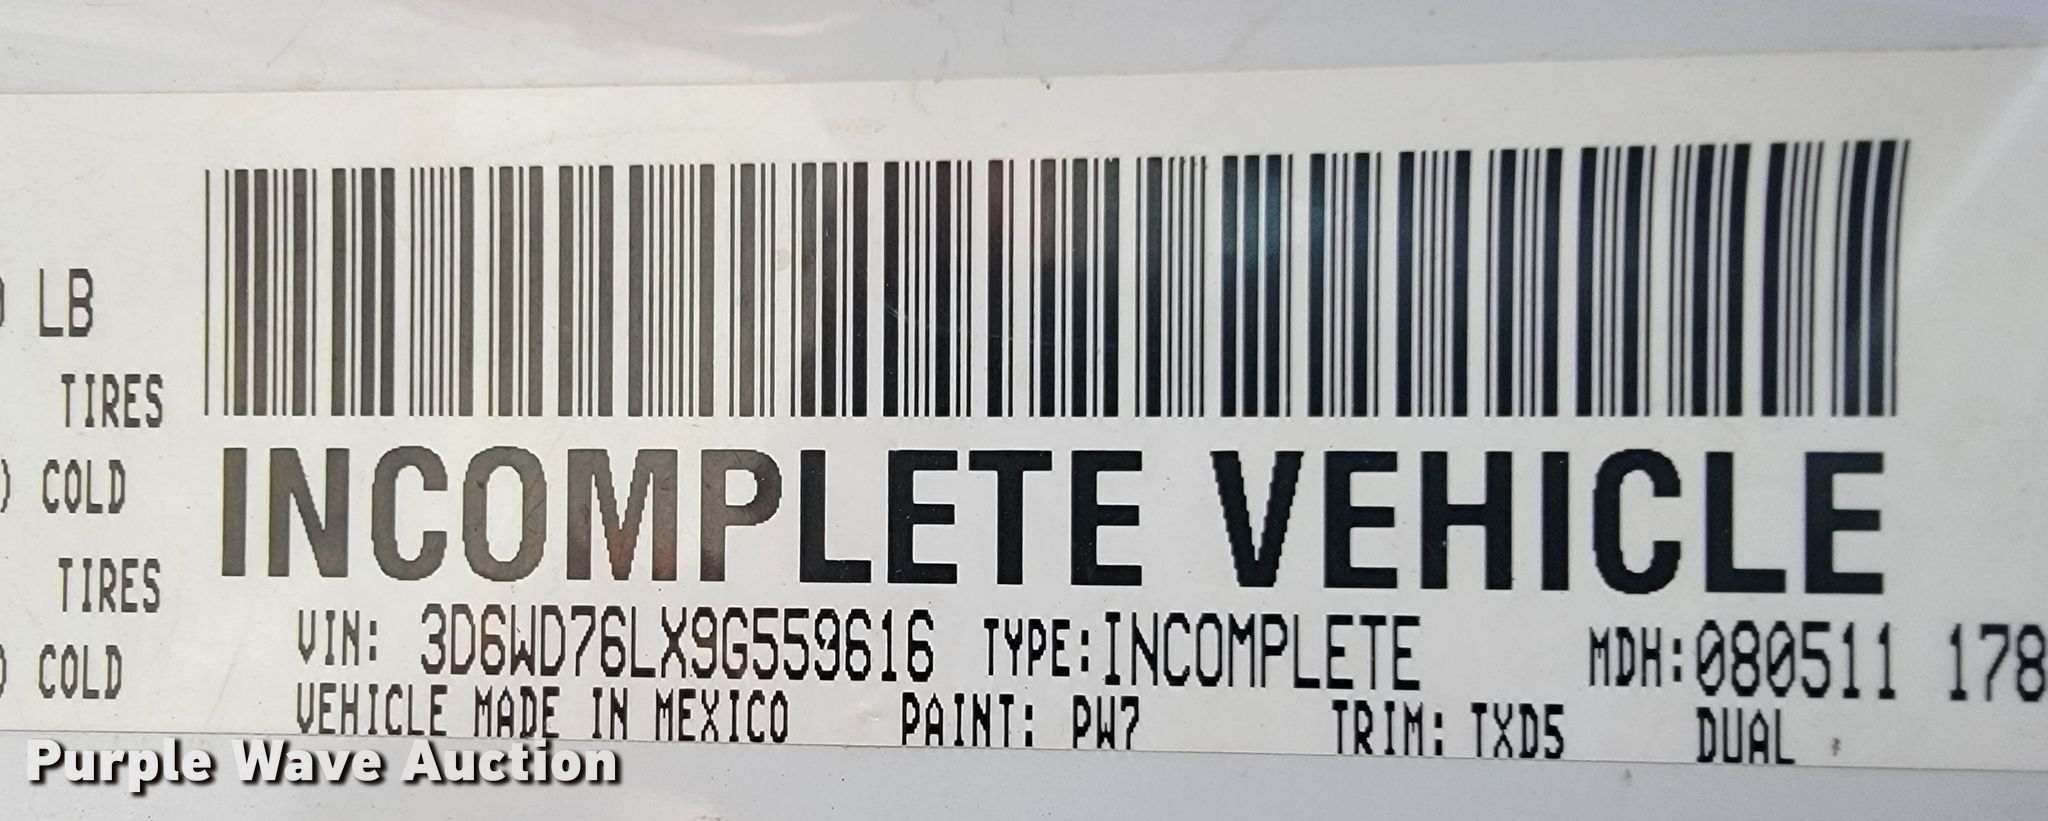 LB
TIRES
COLD
TIRES
COLD
INCOMPLETE VEHICLE
VIN: 3D6WD76LX9G559616 TYPE:INCOMPLETE MDH:080511 178
VEHICLE MADE IN MEXICO PAINT: PW7 TRIM: TXD5 DUAL
Purple Wave Auction